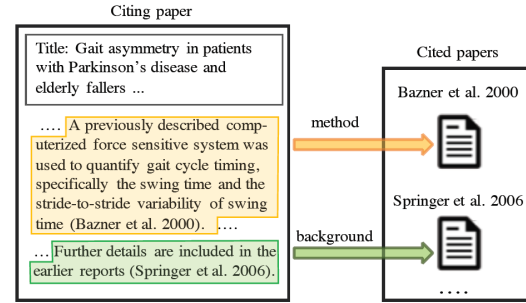 Citing paper
Title: Gait asymmetry in patients
with Parkinson's disease and
elderly fallers ...
.... A previously described comp-
uterized force sensitive system was
used to quantify gait cycle timing,
specifically the swing time and the
stride-to-stride variability of swing
time (Bazner et al. 2000). ....
... Further details are included in the
earlier reports (Springer et al. 2006).
method
background
Cited papers
Bazner et al. 2000
Springer et al. 2006
....